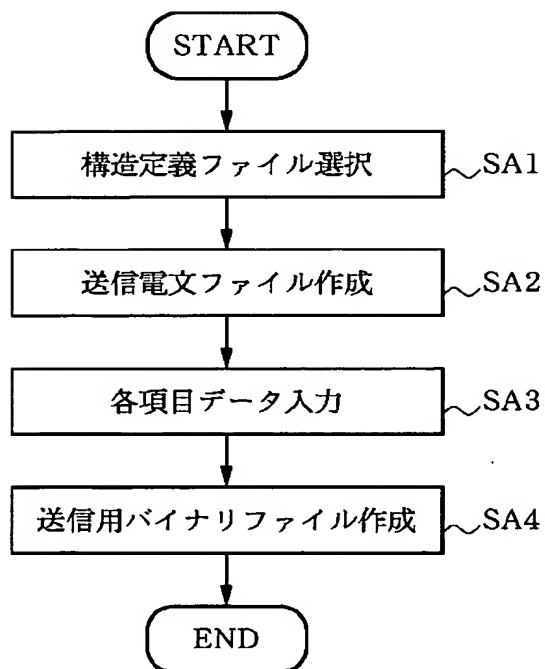 START
構造定義ファイル選択 SA1
送信電文ファイル作成 SA2
各項目データ入力 SA3
送信用バイナリファイル作成 SA4
END